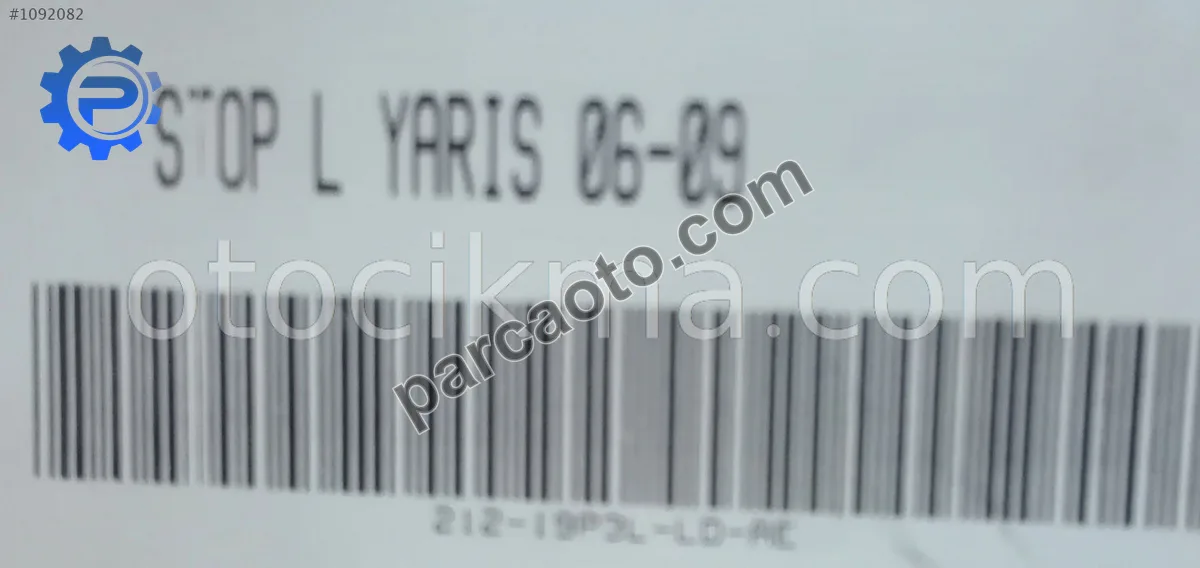 #1092082
STOP L YARIS 06-09
otocikma.com
parcaoto.com
212-19P3L-LD-AE